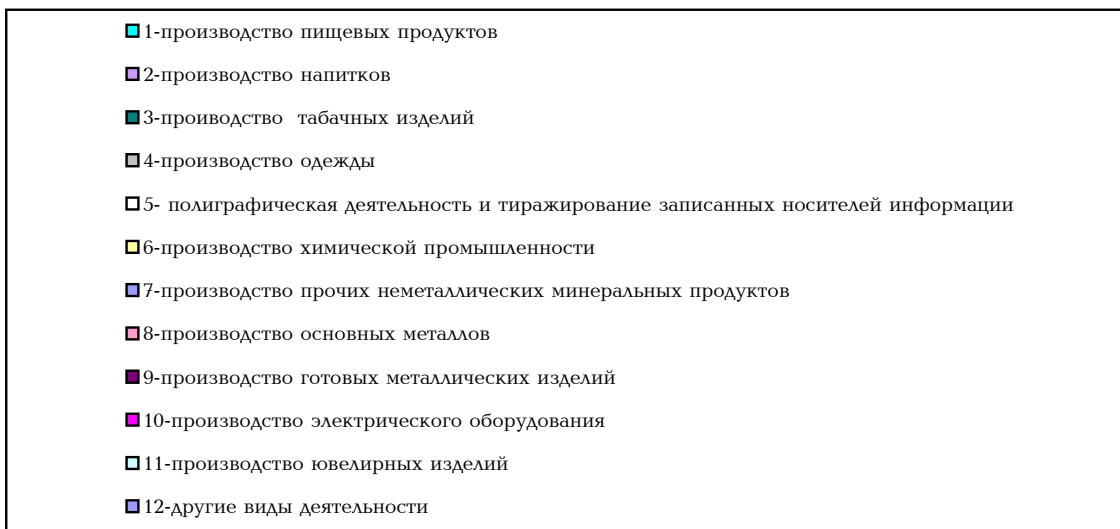 1-производство пищевых продуктов
2-производство напитков
3-проиводство  табачных изделий
4-производство одежды
5- полиграфическая деятельность и тиражирование записанных носителей информации
6-производство химической промышленности
7-производство прочих неметаллических минеральных продуктов
8-производство основных металлов
9-производство готовых металлических изделий
10-производство электрического оборудования
11-производство ювелирных изделий
12-другие виды деятельности